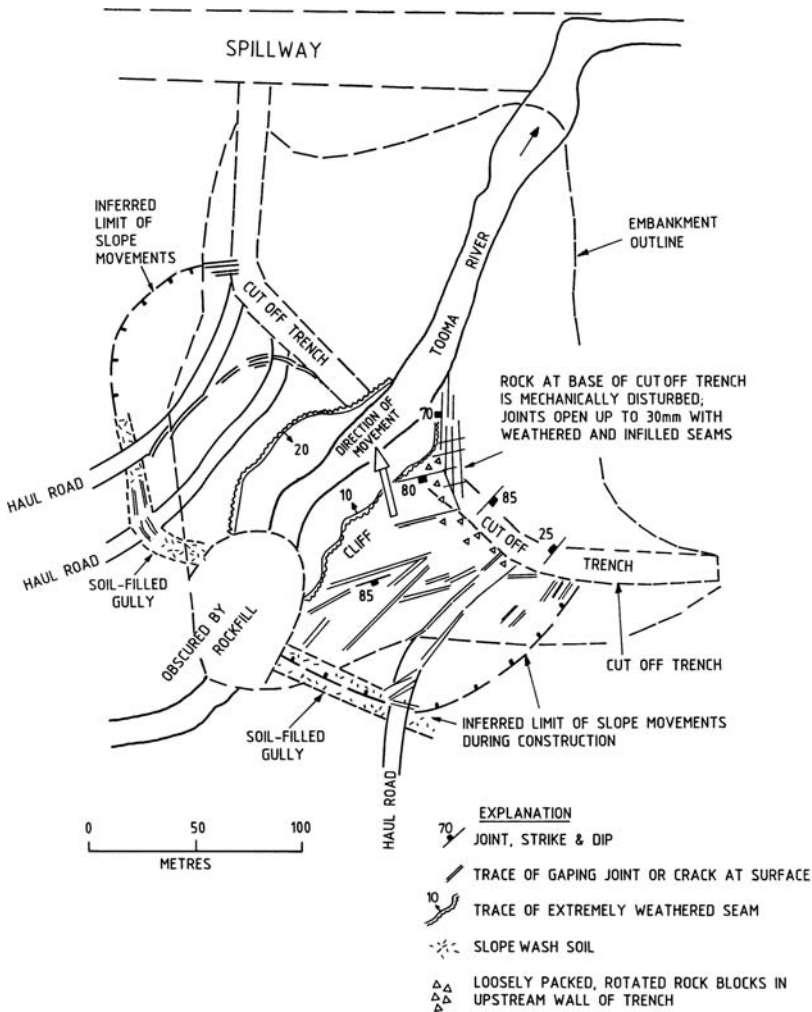 SPILLWAY
INFERRED
LIMIT OF
SLOPE
MOVEMENTS
CUT OFF TRENCH
TOOMA RIVER
EMBANKMENT
OUTLINE
ROCK AT BASE OF CUTOFF TRENCH
IS MECHANICALLY DISTURBED;
JOINTS OPEN UP TO 30mm WITH
WEATHERED AND INFILLED SEAMS
DIRECTION OF
MOVEMENT
70
20
80
85
10
25
CUT OFF
TRENCH
CLIFF
85
HAUL ROAD
HAUL ROAD
SOIL-FILLED
GULLY
OBSCURED BY
ROCKFILL
CUT OFF TRENCH
SOIL-FILLED
GULLY
INFERRED LIMIT OF SLOPE MOVEMENTS
DURING CONSTRUCTION
HAUL ROAD
0 50 100
METRES
EXPLANATION
70
JOINT, STRIKE & DIP
TRACE OF GAPING JOINT OR CRACK AT SURFACE
10
TRACE OF EXTREMELY WEATHERED SEAM
SLOPE WASH SOIL
LOOSELY PACKED, ROTATED ROCK BLOCKS IN
UPSTREAM WALL OF TRENCH